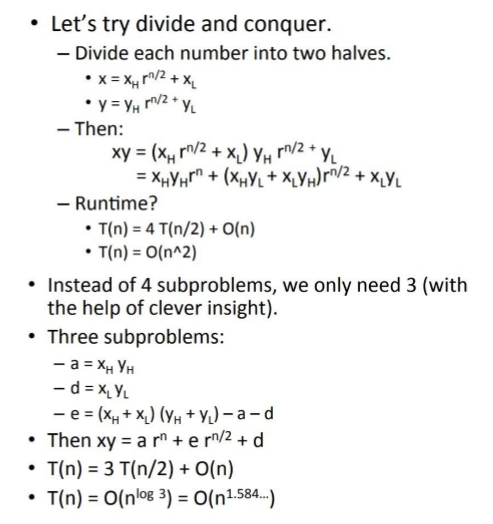 • Let's try divide and conquer.
– Divide each number into two halves.
• x = x_H r^n/2 + x_L
• y = y_H r^n/2 + y_L
– Then:
xy = (x_H r^n/2 + x_L) y_H r^n/2 + y_L
= x_H y_H r^n + (x_H y_L + x_L y_H) r^n/2 + x_L y_L
– Runtime?
• T(n) = 4 T(n/2) + O(n)
• T(n) = O(n^2)
• Instead of 4 subproblems, we only need 3 (with
the help of clever insight).
• Three subproblems:
– a = x_H y_H
– d = x_L y_L
– e = (x_H + x_L) (y_H + y_L) – a – d
• Then xy = a r^n + e r^n/2 + d
• T(n) = 3 T(n/2) + O(n)
• T(n) = O(n^log 3) = O(n^1.584...)